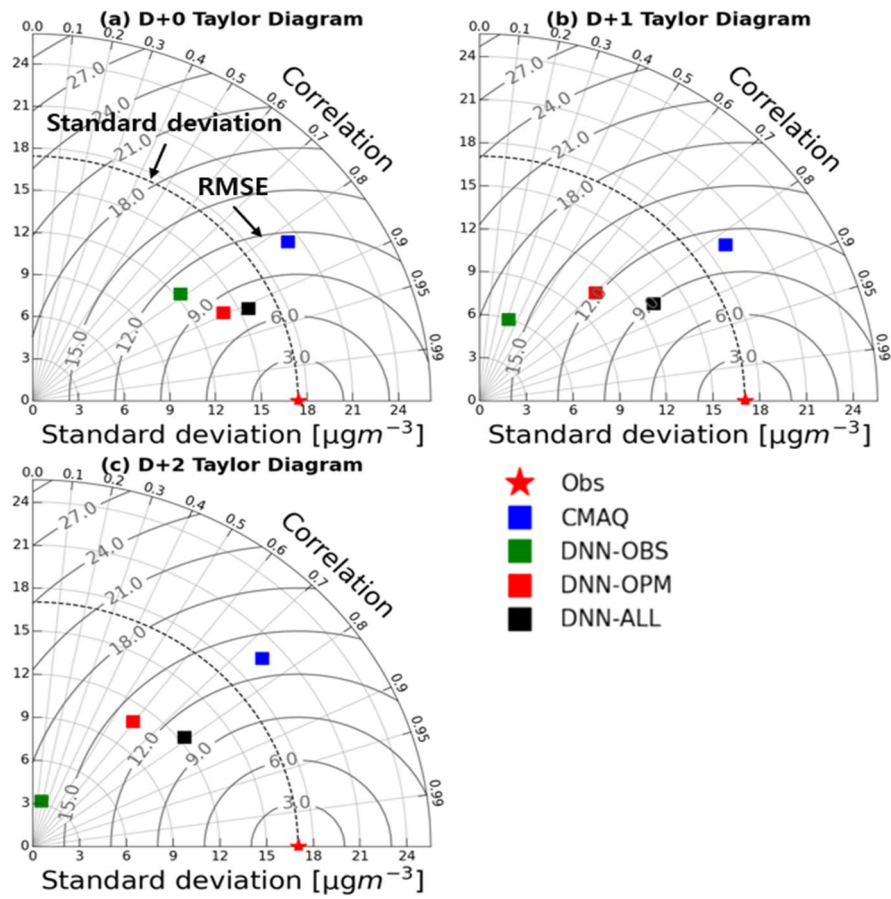 (a) D+0 Taylor Diagram
0.0 0.1 0.2 0.3 0.4 0.5 0.6 0.7 0.8 0.9 0.95 0.99
Correlation
24
21
18
15
12
9
6
3
0
27.0
24.0
21.0
18.0
15.0
12.0
9.0
6.0
3.0
Standard deviation
RMSE
0 3 6 9 12 15 18 21 24
Standard deviation [µgm−3]
(b) D+1 Taylor Diagram
0.0 0.1 0.2 0.3 0.4 0.5 0.6 0.7 0.8 0.9 0.95 0.99
Correlation
24
21
18
15
12
9
6
3
0
27.0
24.0
21.0
18.0
15.0
12.0
9.0
6.0
3.0
0 3 6 9 12 15 18 21 24
Standard deviation [µgm−3]
(c) D+2 Taylor Diagram
0.0 0.1 0.2 0.3 0.4 0.5 0.6 0.7 0.8 0.9 0.95 0.99
Correlation
24
21
18
15
12
9
6
3
0
27.0
24.0
21.0
18.0
15.0
12.0
9.0
6.0
3.0
0 3 6 9 12 15 18 21 24
Standard deviation [µgm−3]
Obs
CMAQ
DNN-OBS
DNN-OPM
DNN-ALL